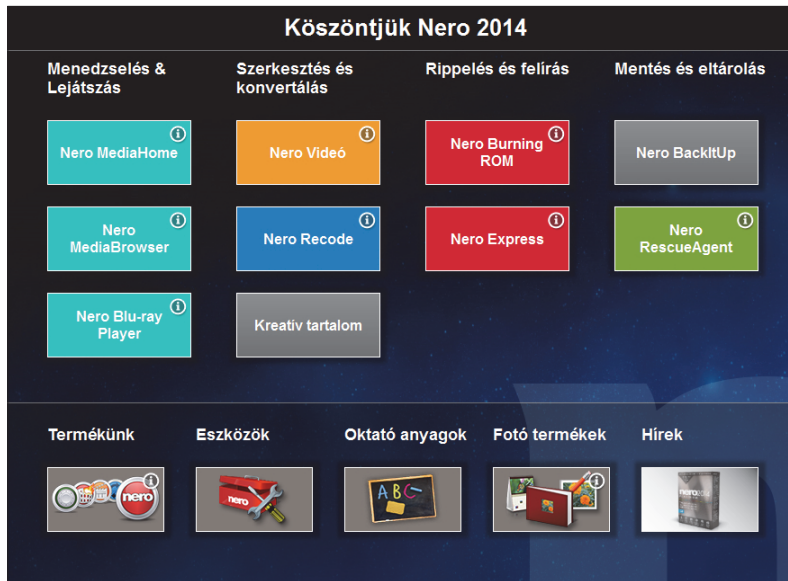 Köszöntjük Nero 2014
Menedzselés &
Lejátszás
Szerkesztés és
konvertálás
Rippelés és felírás
Mentés és eltárolás
Nero MediaHome
Nero Videó
Nero Burning
ROM
Nero BackItUp
Nero
MediaBrowser
Nero Recode
Nero Express
Nero
RescueAgent
Nero Blu-ray
Player
Kreatív tartalom
Termékünk
Eszközök
Oktató anyagok
Fotó termékek
Hírek
nero
nero
ABC